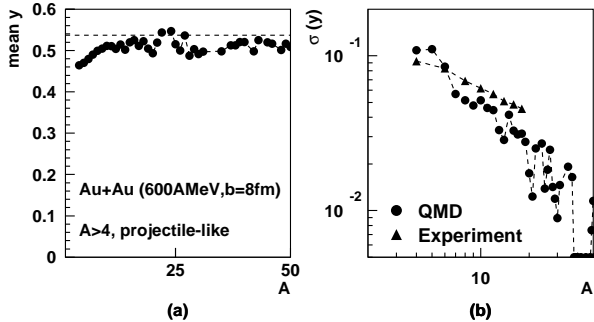 mean y
0.6
0.5
0.4
0.3
0.2
0.1
0
Au+Au (600AMeV,b=8fm)
A>4, projectile-like
25
50
A
(a)
σ (y)
10⁻¹
10⁻²
QMD
Experiment
10
A
(b)